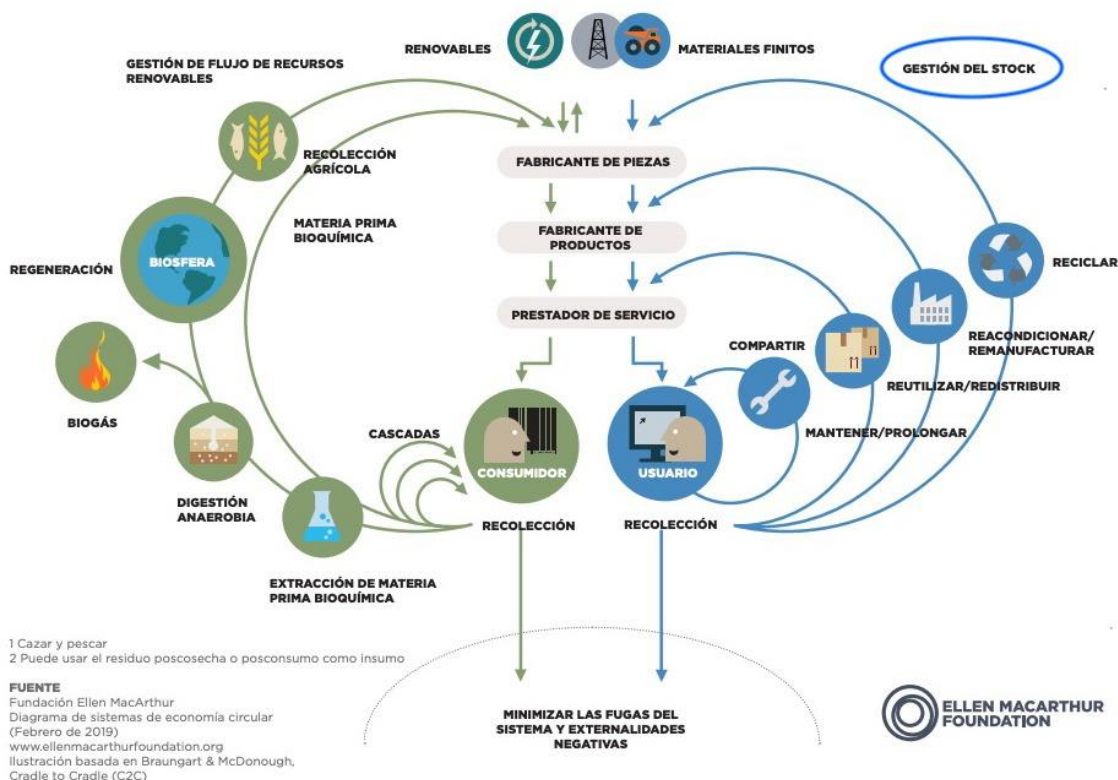 RENOVABLES
MATERIALES FINITOS
GESTIÓN DE FLUJO DE RECURSOS
RENOVABLES
GESTIÓN DEL STOCK
RECOLECCIÓN
AGRÍCOLA
FABRICANTE DE PIEZAS
MATERIA PRIMA
BIOQUÍMICA
FABRICANTE DE
PRODUCTOS
REGENERACIÓN
BIOSFERA
RECICLAR
PRESTADOR DE SERVICIO
REACONDICIONAR/
REMANUFACTURAR
COMPARTIR
REUTILIZAR/REDISTRIBUIR
BIOGÁS
CASCADAS
MANTENER/PROLONGAR
CONSUMIDOR
USUARIO
DIGESTIÓN
ANAEROBIA
RECOLECCIÓN
RECOLECCIÓN
EXTRACCIÓN DE MATERIA
PRIMA BIOQUÍMICA
1 Cazar y pescar
2 Puede usar el residuo poscosecha o posconsumo como insumo
FUENTE
Fundación Ellen MacArthur
Diagrama de sistemas de economía circular
(Febrero de 2019)
www.ellenmacarthurfoundation.org
Ilustración basada en Braungart & McDonough,
Cradle to Cradle (C2C)
MINIMIZAR LAS FUGAS DEL
SISTEMA Y EXTERNALIDADES
NEGATIVAS
ELLEN MACARTHUR
FOUNDATION